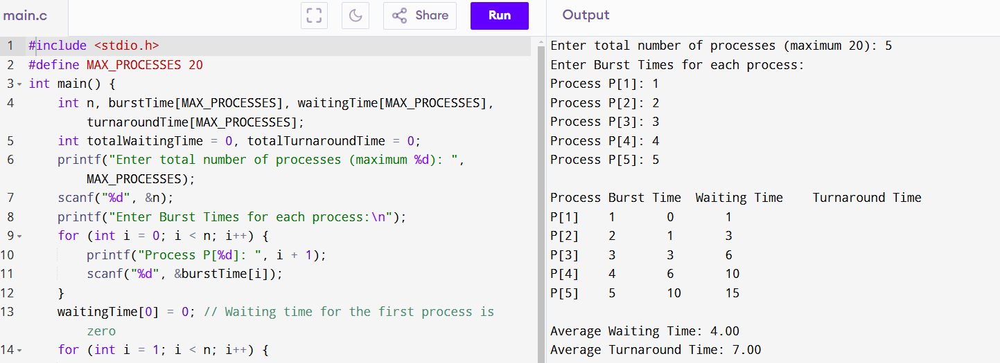 main.c
Share
Run
Output
1 #include <stdio.h>
2 #define MAX_PROCESSES 20
3 int main() {
4 int n, burstTime[MAX_PROCESSES], waitingTime[MAX_PROCESSES],
turnaroundTime[MAX_PROCESSES];
5 int totalWaitingTime = 0, totalTurnaroundTime = 0;
6 printf("Enter total number of processes (maximum %d): ",
MAX_PROCESSES);
7 scanf("%d", &n);
8 printf("Enter Burst Times for each process:\n");
9 for (int i = 0; i < n; i++) {
10 printf("Process P[%d]: ", i + 1);
11 scanf("%d", &burstTime[i]);
12 }
13 waitingTime[0] = 0; // Waiting time for the first process is
zero
14 for (int i = 1; i < n; i++) {
Enter total number of processes (maximum 20): 5
Enter Burst Times for each process:
Process P[1]: 1
Process P[2]: 2
Process P[3]: 3
Process P[4]: 4
Process P[5]: 5
Process Burst Time Waiting Time Turnaround Time
P[1] 1 0 1
P[2] 2 1 3
P[3] 3 3 6
P[4] 4 6 10
P[5] 5 10 15
Average Waiting Time: 4.00
Average Turnaround Time: 7.00